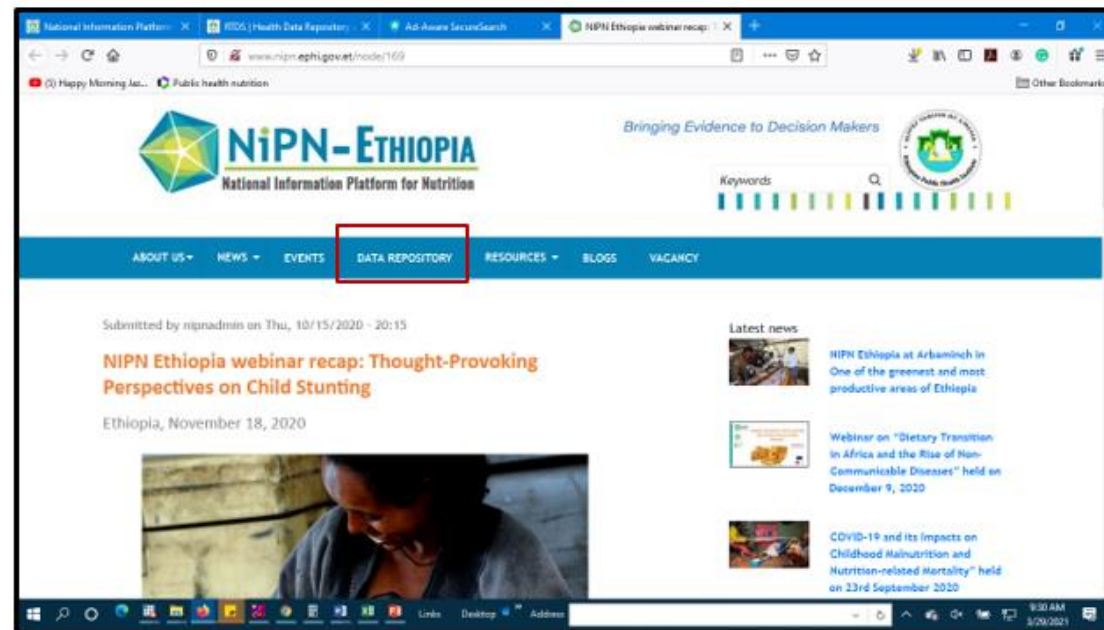 National Information Platform
RTDS | Health Data Repository
Ad-Aware SecureSearch
NIPN Ethiopia webinar recap:
www.nipn.ephi.gov.et/node/169
(1) Happy Morning Jaz...
Public health nutrition
Other Bookmarks
NiPN-ETHIOPIA
National Information Platform for Nutrition
Bringing Evidence to Decision Makers
Keywords
ABOUT US
NEWS
EVENTS
DATA REPOSITORY
RESOURCES
BLOGS
VACANCY
Submitted by nipnadmin on Thu, 10/15/2020 - 20:15
NIPN Ethiopia webinar recap: Thought-Provoking
Perspectives on Child Stunting
Ethiopia, November 18, 2020
Latest news
NIPN Ethiopia at Arbaminch in
One of the greenest and most
productive areas of Ethiopia
Webinar on "Dietary Transition
in Africa and the Rise of Non-
Communicable Diseases" held on
December 9, 2020
COVID-19 and its Impacts on
Childhood Malnutrition and
Nutrition-related Mortality" held
on 23rd September 2020
Links
Desktop
Address
9:30 AM
3/29/2021